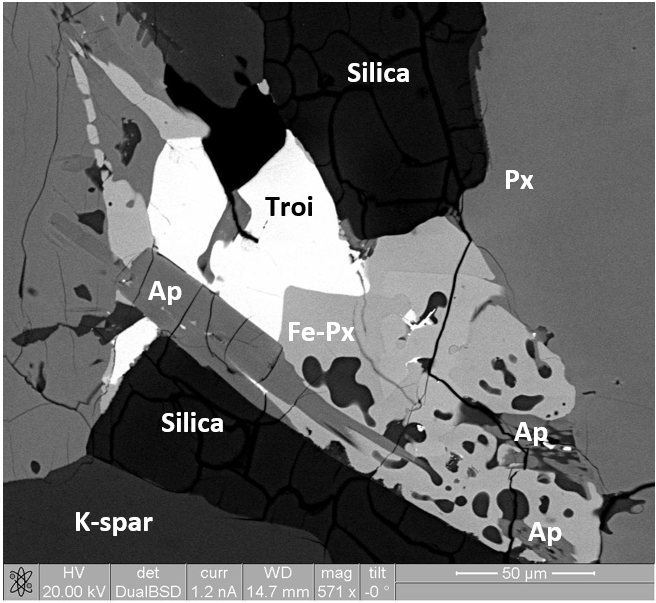 Silica
Px
Troi
Ap
Fe-Px
Silica
Ap
K-spar
Ap
HV det curr WD mag tilt
20.00 kV DualBSD 1.2 nA 14.7 mm 571 x -0 °
50 µm